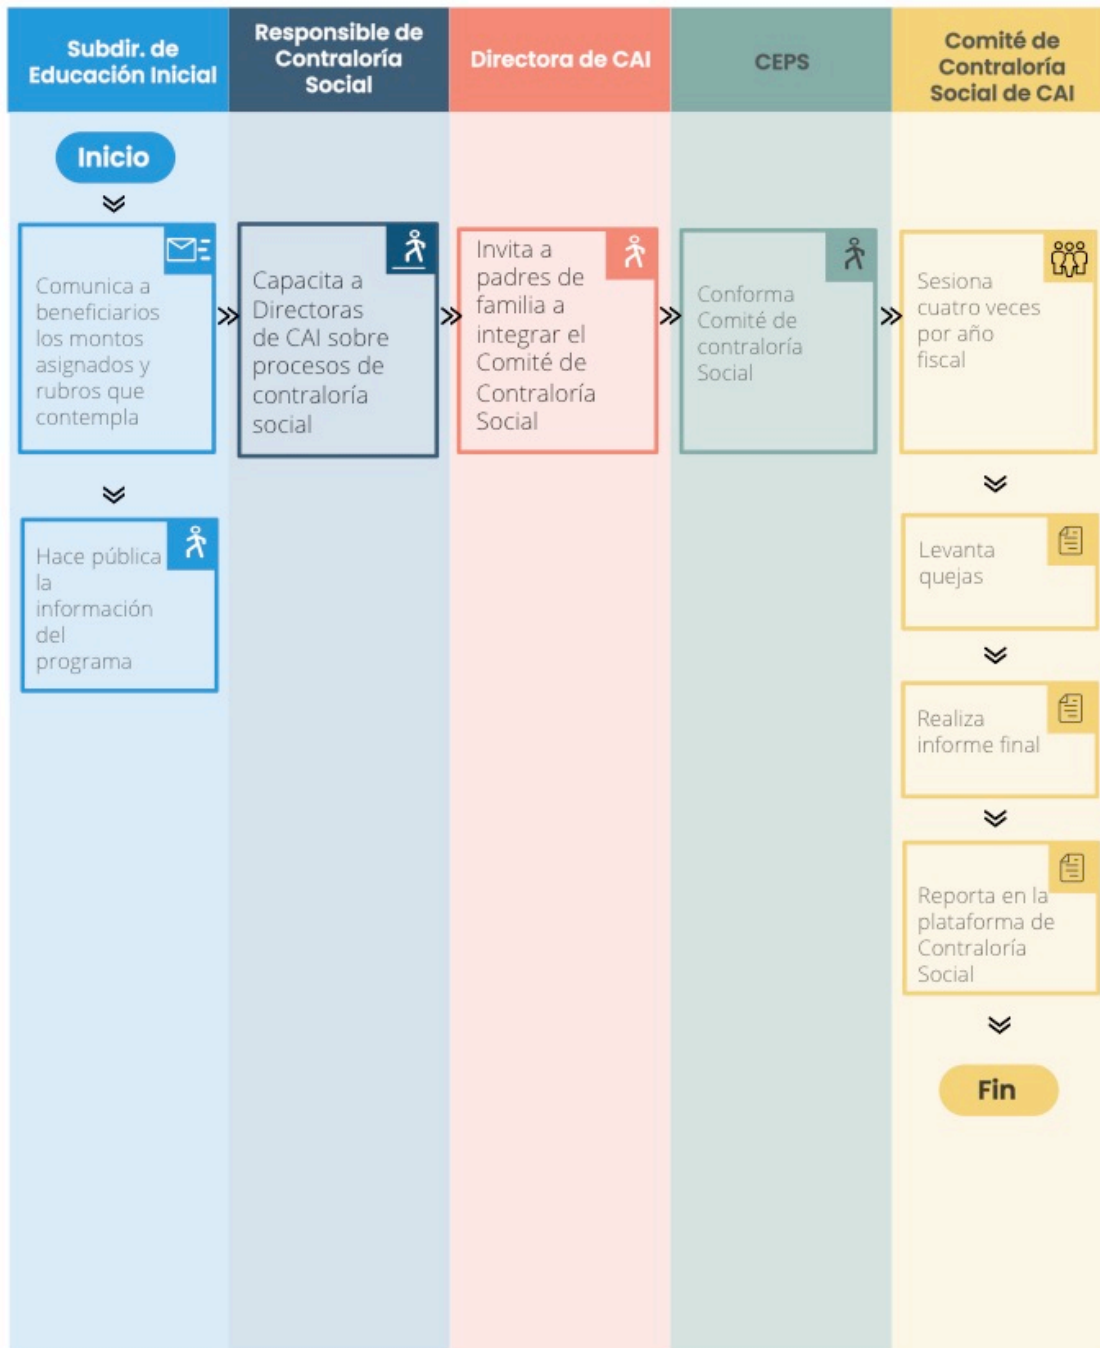 Subdir. de
Educación Inicial
Responsible de
Contraloría
Social
Directora de CAI
CEPS
Comité de
Contraloría
Social de CAI
Inicio
Comunica a
beneficiarios
los montos
asignados y
rubros que
contempla
Capacita a
Directoras
de CAI sobre
procesos de
contraloría
social
Invita a
padres de
familia a
integrar el
Comité de
Contraloría
Social
Conforma
Comité de
contraloría
Social
Sesiona
cuatro veces
por año
fiscal
Hace pública
la
información
del
programa
Levanta
quejas
Realiza
informe final
Reporta en la
plataforma de
Contraloría
Social
Fin